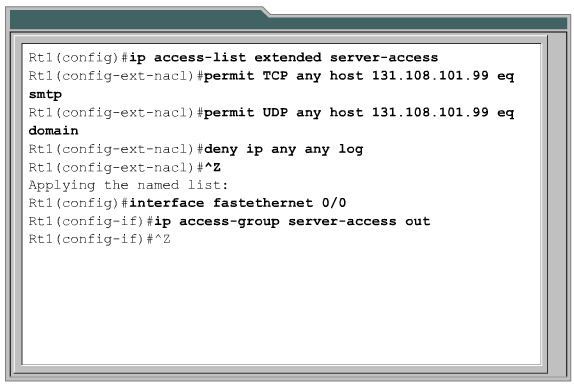 Rt1(config)#ip access-list extended server-access
Rt1(config-ext-nacl)#permit TCP any host 131.108.101.99 eq
smtp
Rt1(config-ext-nacl)#permit UDP any host 131.108.101.99 eq
domain
Rt1(config-ext-nacl)#deny ip any any log
Rt1(config-ext-nacl)#^Z
Applying the named list:
Rt1(config)#interface fastethernet 0/0
Rt1(config-if)#ip access-group server-access out
Rt1(config-if)#^Z